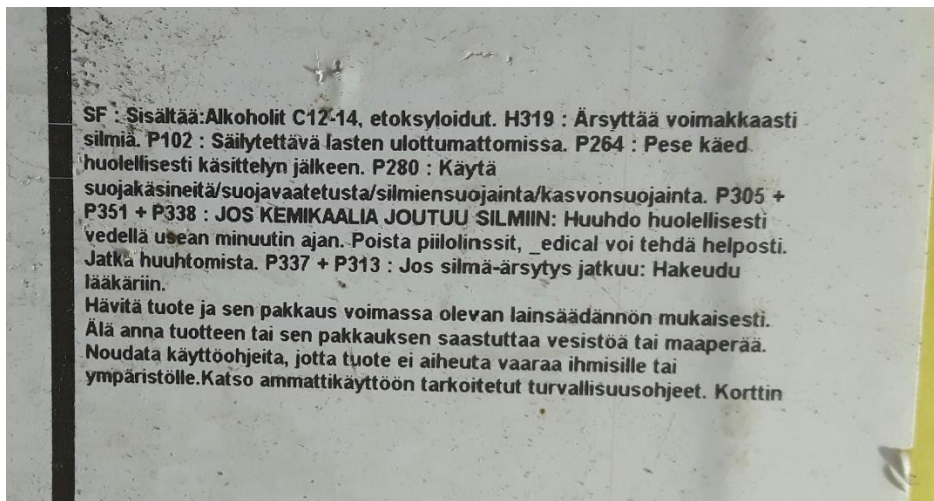 SF : Sisältää:Alkoholit C12-14, etoksyloidut. H319 : Ärsyttää voimakkaasti
silmiä. P102 : Säilytettävä lasten ulottumattomissa. P264 : Pese käed
huolellisesti käsittelyn jälkeen. P280 : Käytä
suojakäsineitä/suojavaatetusta/silmiensuojainta/kasvonsuojainta. P305 +
P351 + P338 : JOS KEMIKAALIA JOUTUU SILMIIN: Huuhdo huolellisesti
vedellä usean minuutin ajan. Poista piilolinssit, _edical voi tehdä helposti.
Jatka huuhtomista. P337 + P313 : Jos silmä-ärsytys jatkuu: Hakeudu
lääkäriin.
Hävitä tuote ja sen pakkaus voimassa olevan lainsäädännön mukaisesti.
Älä anna tuotteen tai sen pakkauksen saastuttaa vesistöä tai maaperää.
Noudata käyttöohjeita, jotta tuote ei aiheuta vaaraa ihmisille tai
ympäristölle.Katso ammattikäyttöön tarkoitetut turvallisuusohjeet. Korttin